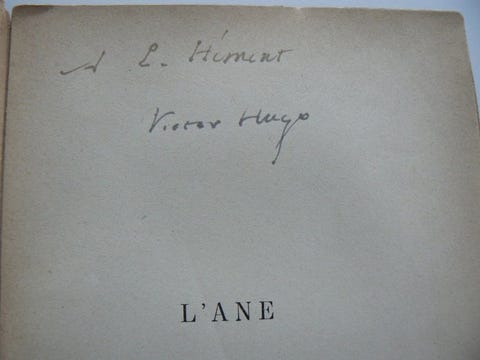 A L. Hément
Victor Hugo
L'ANE